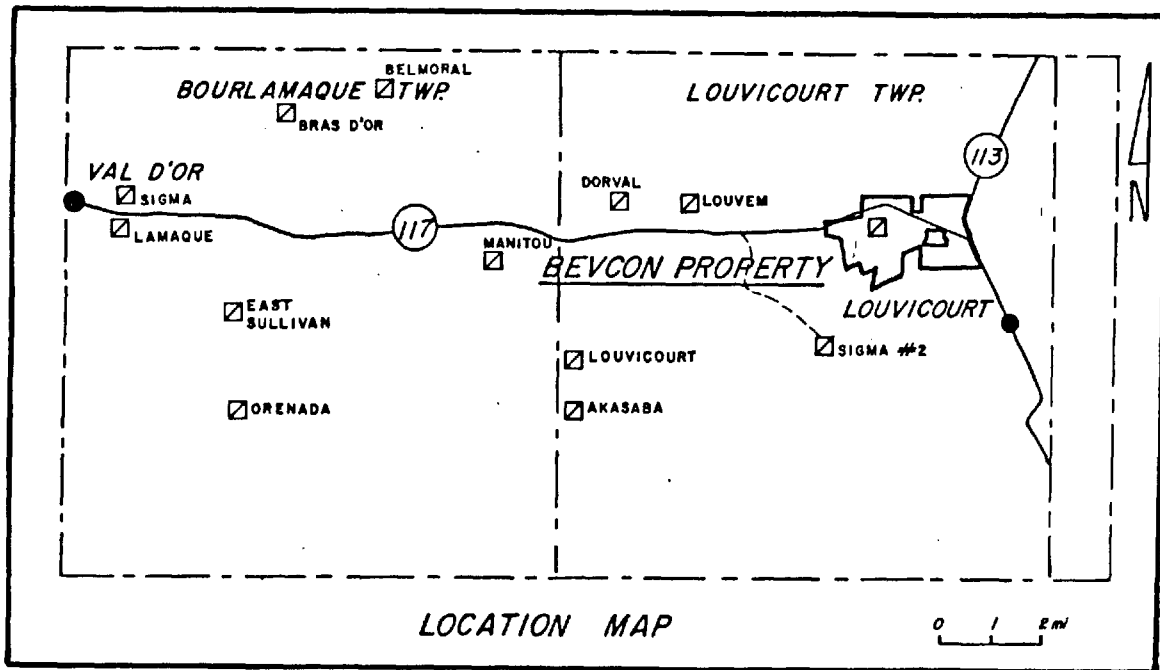 BELMORAL
BOURLAMAQUE TWP.
BRAS D'OR
LOUVICOURT TWP.
113
VAL D'OR
SIGMA
LAMAQUE
117
DORVAL
LOUVEM
MANITOU
BEVCON PROPERTY
EAST
SULLIVAN
LOUVICOURT
SIGMA #2
LOUVICOURT
ORENADA
AKASABA
N
LOCATION MAP
0 1 2 mi